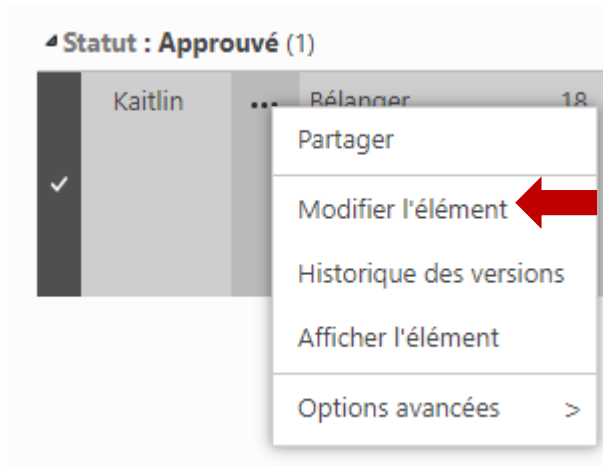 Statut : Approuvé (1)
Kaitlin ... Bélanger 18
Partager
Modifier l'élément
Historique des versions
Afficher l'élément
Options avancées >